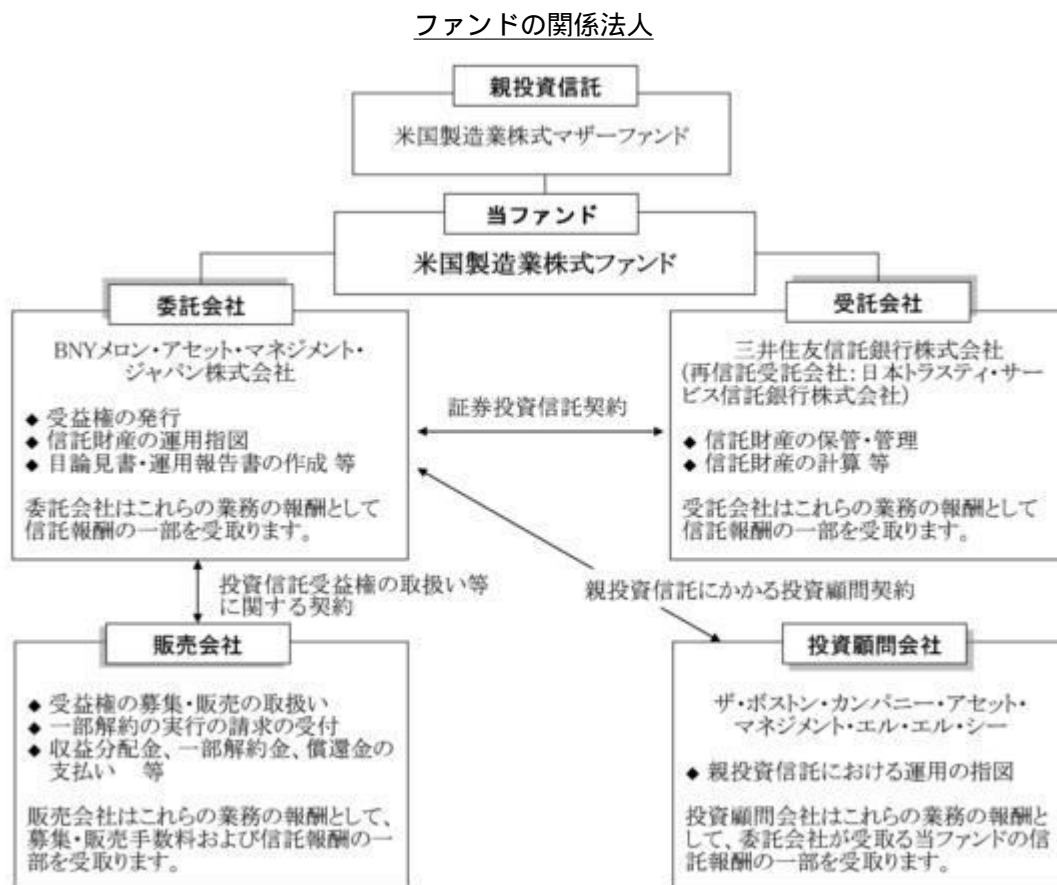 ファンドの関係法人
親投資信託
米国製造業株式マザーファンド
当ファンド
米国製造業株式ファンド
委託会社
BNYメロン・アセット・マネジメント・
ジャパン株式会社
◆ 受益権の発行
◆ 信託財産の運用指図
◆ 目論見書・運用報告書の作成 等
委託会社はこれらの業務の報酬として
信託報酬の一部を受取ります。
証券投資信託契約
受託会社
三井住友信託銀行株式会社
(再信託受託会社:日本トラスティ・サー
ビス信託銀行株式会社)
◆ 信託財産の保管・管理
◆ 信託財産の計算 等
受託会社はこれらの業務の報酬として
信託報酬の一部を受取ります。
投資信託受益権の取扱い等
に関する契約
親投資信託にかかる投資顧問契約
販売会社
◆ 受益権の募集・販売の取扱い
◆ 一部解約の実行の請求の受付
◆ 収益分配金、一部解約金、償還金の
支払い 等
販売会社はこれらの業務の報酬として、
募集・販売手数料および信託報酬の一
部を受取ります。
投資顧問会社
ザ・ボストン・カンパニー・アセット・
マネジメント・エル・エル・シー
◆ 親投資信託における運用の指図
投資顧問会社はこれらの業務の報酬と
して、委託会社が受取る当ファンドの信
託報酬の一部を受取ります。